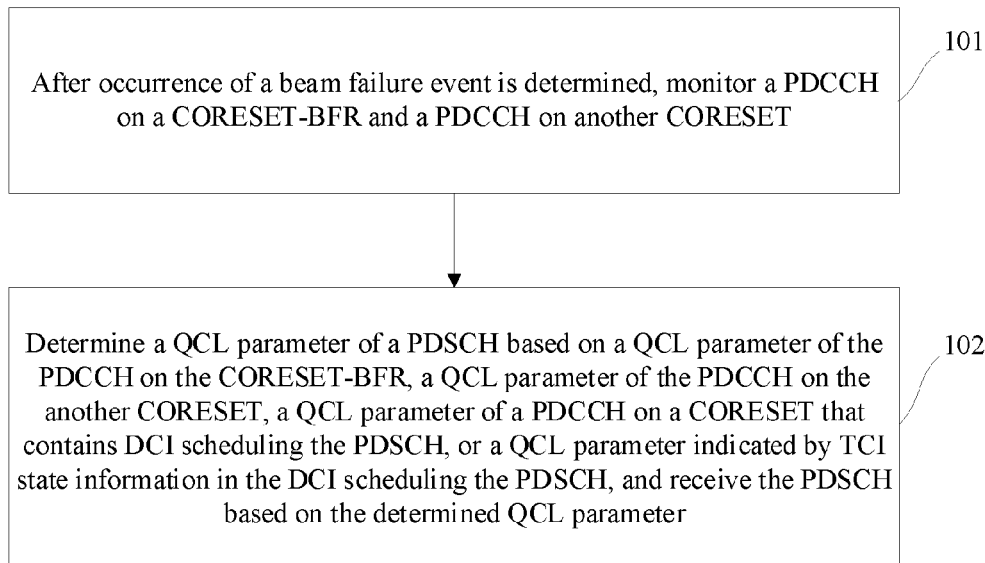 After occurrence of a beam failure event is determined, monitor a PDCCH
on a CORESET-BFR and a PDCCH on another CORESET
101
Determine a QCL parameter of a PDSCH based on a QCL parameter of the
PDCCH on the CORESET-BFR, a QCL parameter of the PDCCH on the
another CORESET, a QCL parameter of a PDCCH on a CORESET that
contains DCI scheduling the PDSCH, or a QCL parameter indicated by TCI
state information in the DCI scheduling the PDSCH, and receive the PDSCH
based on the determined QCL parameter
102